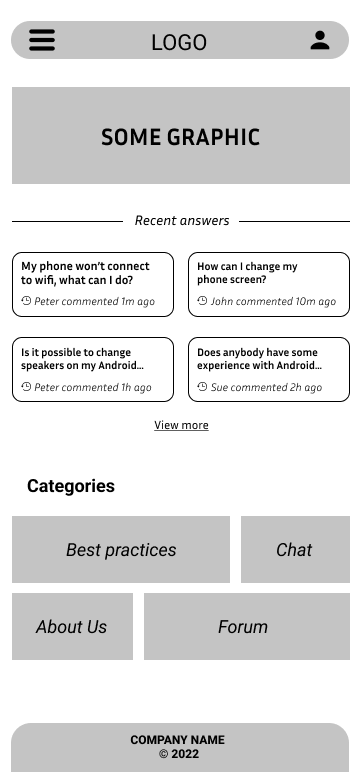 LOGO
SOME GRAPHIC
Recent answers
My phone won't connect
to wifi, what can I do?
Peter commented 1m ago
How can I change my
phone screen?
John commented 10m ago
Is it possible to change
speakers on my Android...
Peter commented 1h ago
Does anybody have some
experience with Android...
Sue commented 2h ago
View more
Categories
Best practices
Chat
About Us
Forum
COMPANY NAME
© 2022